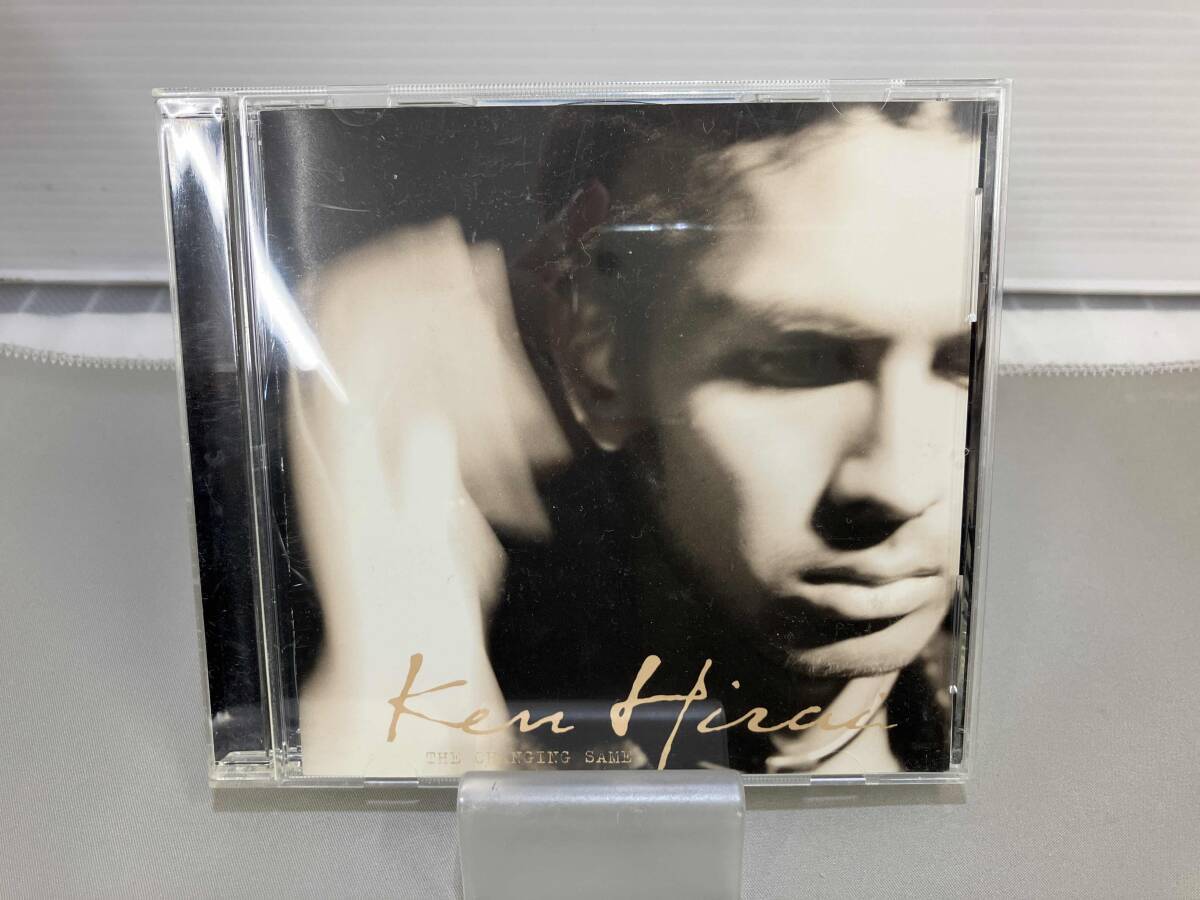 Ken Hirai
THE CHANGING SAME